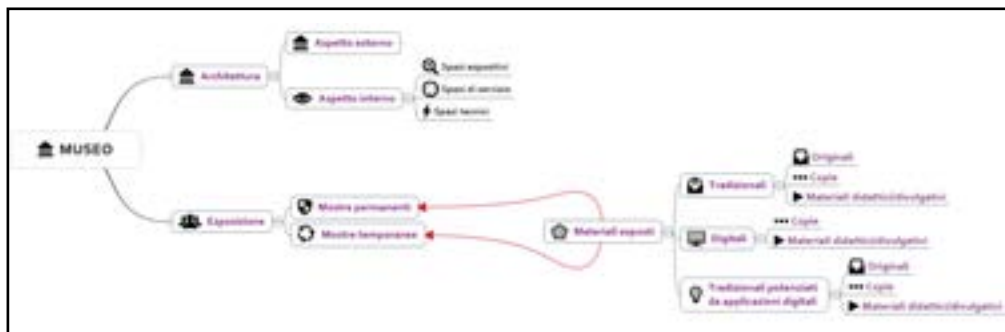 MUSEO
Architettura
Aspetto esterno
Aspetto interno
Spazi espositivi
Spazi di servizio
Spazi tecnici
Esposizione
Mostre permanenti
Mostre temporanee
Materiali esposti
Tradizionali
Originali
Copie
Materiali didattici/divulgativi
Digitali
Copie
Materiali didattici/divulgativi
Tradizionali potenziati
da applicazioni digitali
Originali
Copie
Materiali didattici/divulgativi